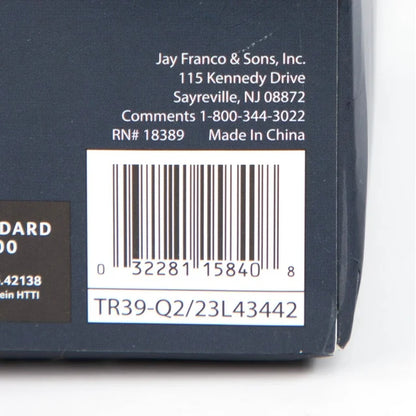 Jay Franco & Sons, Inc.
115 Kennedy Drive
Sayreville, NJ 08872
Comments 1-800-344-3022
RN# 18389 Made In China
DARD
00
.42138
ein HTTI
0 32281 15840 8
TR39-Q2/23L43442